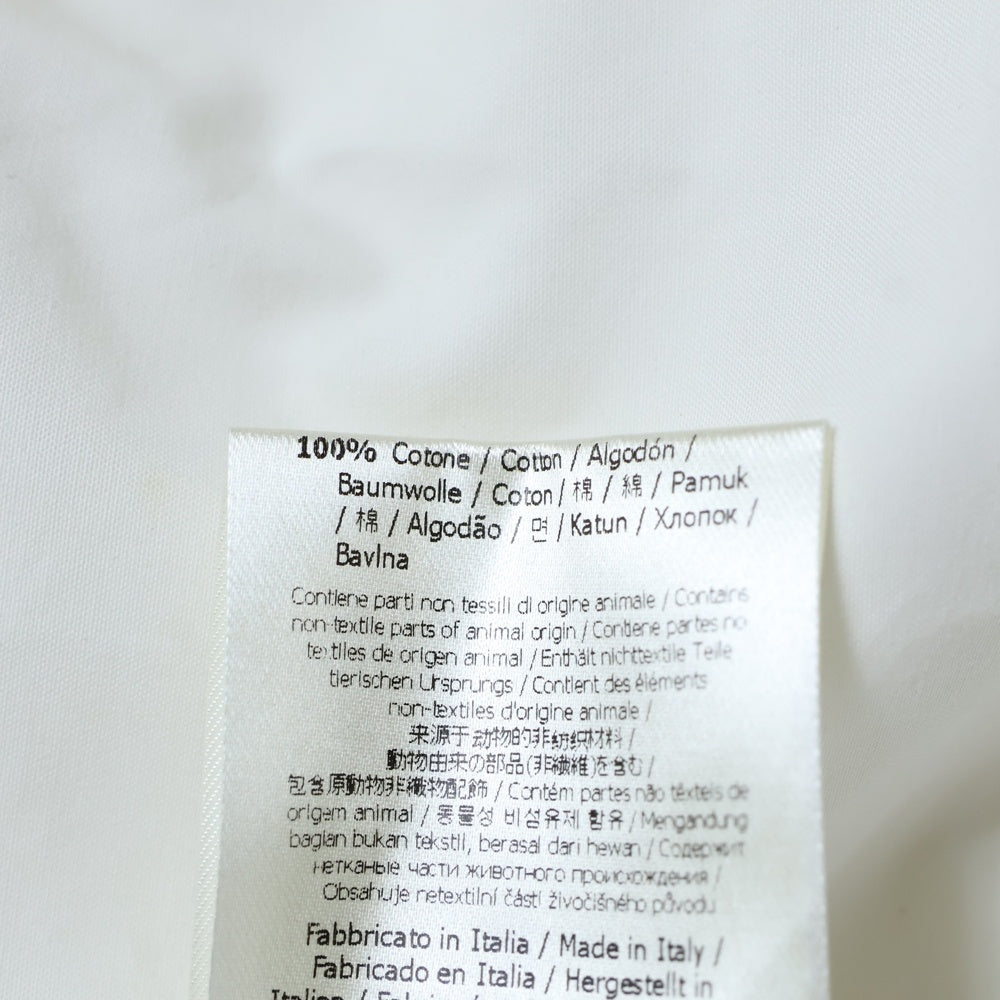 100% Cotone / Cotton / Algodón /
Baumwolle / Coton / 棉 / 綿 / Pamuk
/ 棉 / Algodão / 면 / Katun / Хлопок /
Bavlna
Contiene parti non tessili di origine animale / Contains
non-textile parts of animal origin / Contiene partes no
textiles de origen animal / Enthält nichttextile Teile
tierischen Ursprungs / Contient des éléments
non-textiles d'origine animale /
来源于动物的非纺织材料 /
動物由来の部品(非繊維)を含む /
包含原動物非織物配飾 / Contém partes não têxteis de
origem animal / 동물성 비섬유제 함유 / Mengandung
bagian bukan tekstil, berasal dari hewan / Содержит
нетканые части животного происхождения /
Obsahuje netextilní části živočišného původu
Fabbricato in Italia / Made in Italy /
Fabricado en Italia / Hergestellt in
Italien /